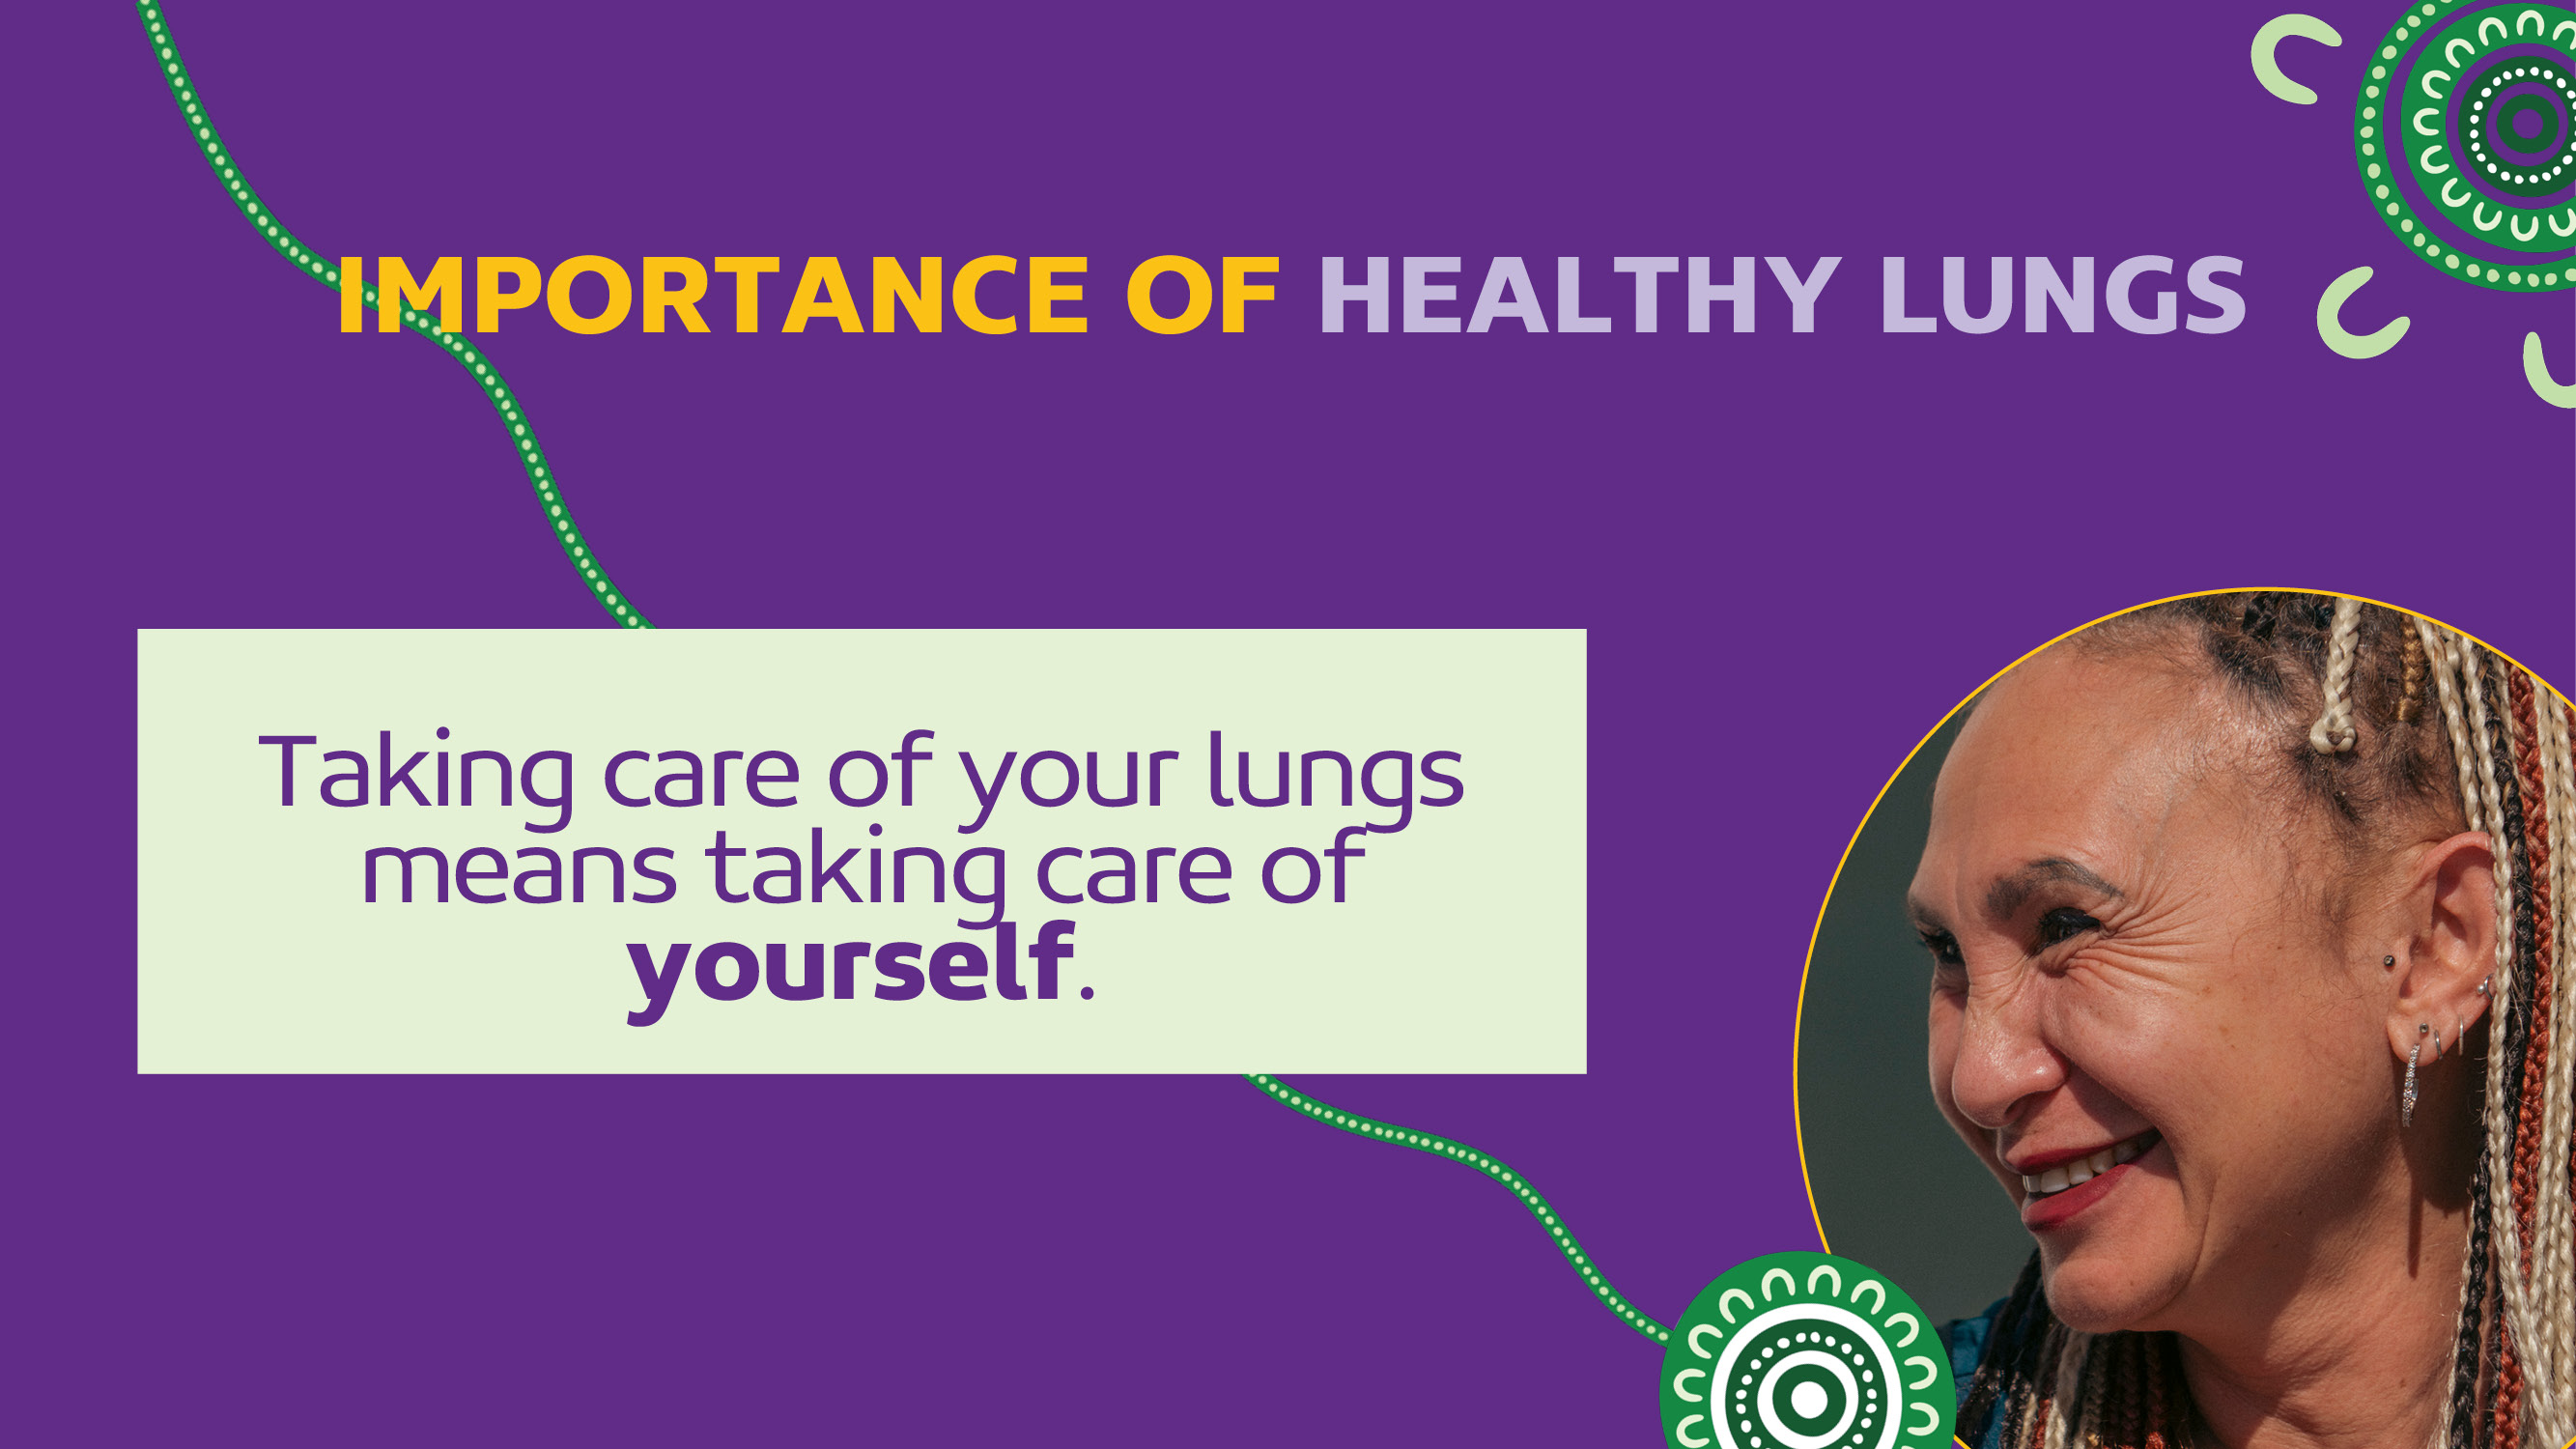 IMPORTANCE OF HEALTHY LUNGS
Taking care of your lungs
means taking care of
yourself.